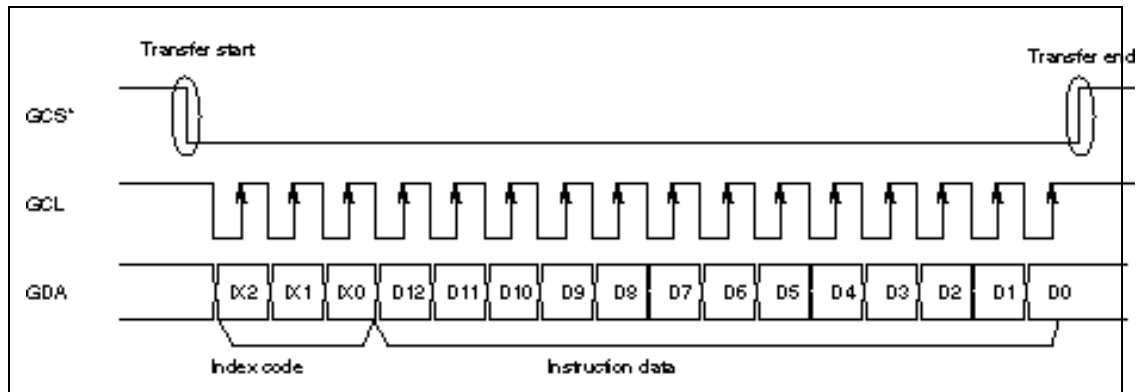 Transfer start
Transfer end
GCS*
GCL
GDA
IX2 IX1 IX0 D12 D11 D10 D9 D8 D7 D6 D5 D4 D3 D2 D1 D0
Index code
Instruction data